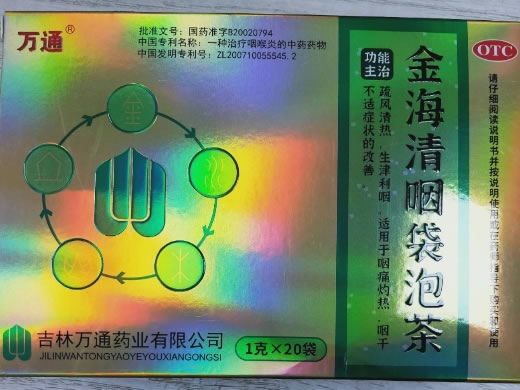 万通®
批准文号：国药准字B20020794
中国专利名称：一种治疗咽喉炎的中药药物
中国发明专利号：ZL200710055545.2
OTC
请仔细阅读说明书并按说明使用或在药师指导下购买和使用
金海清咽袋泡茶
功能
主治
疏风清热，生津利咽。适用于咽痛灼热、咽干
不适症状的改善。
金
吉林万通药业有限公司
JILINWANTONGYAOYEYOUXIANGONGSI
1克×20袋